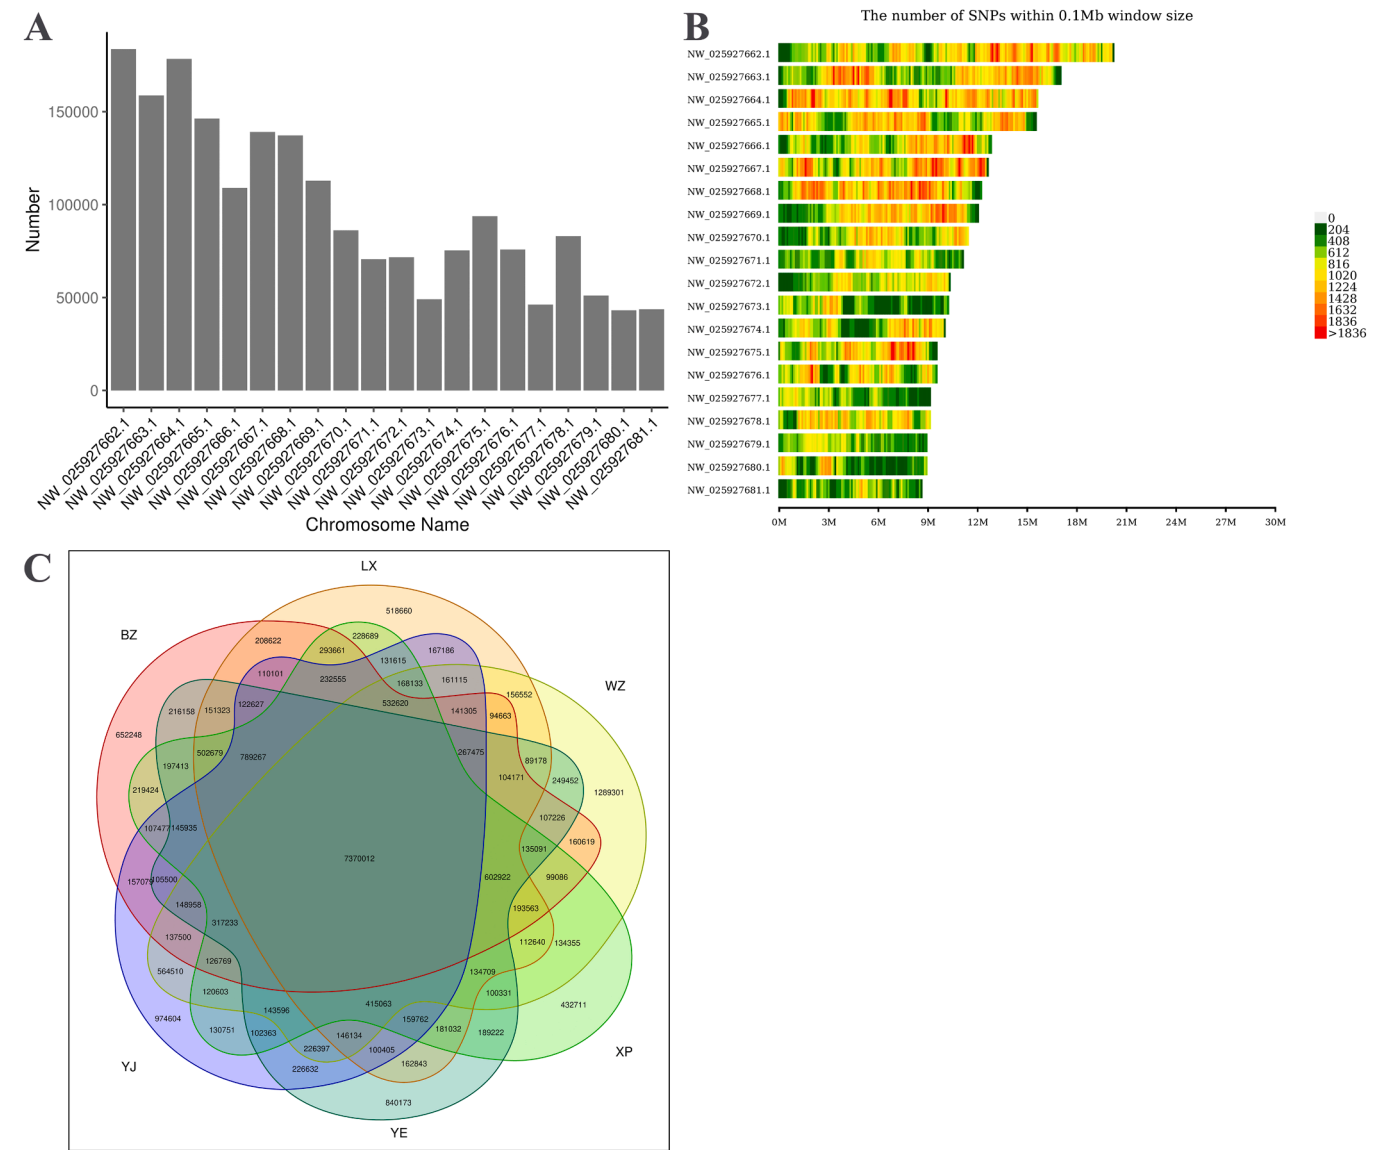 A
150000
100000
50000
0
Number
NW_025927662.1
NW_025927663.1
NW_025927664.1
NW_025927665.1
NW_025927666.1
NW_025927667.1
NW_025927668.1
NW_025927669.1
NW_025927670.1
NW_025927671.1
NW_025927672.1
NW_025927673.1
NW_025927674.1
NW_025927675.1
NW_025927676.1
NW_025927677.1
NW_025927678.1
NW_025927679.1
NW_025927680.1
NW_025927681.1
Chromosome Name
B
The number of SNPs within 0.1Mb window size
NW_025927662.1
NW_025927663.1
NW_025927664.1
NW_025927665.1
NW_025927666.1
NW_025927667.1
NW_025927668.1
NW_025927669.1
NW_025927670.1
NW_025927671.1
NW_025927672.1
NW_025927673.1
NW_025927674.1
NW_025927675.1
NW_025927676.1
NW_025927677.1
NW_025927678.1
NW_025927679.1
NW_025927680.1
NW_025927681.1
0M 3M 6M 9M 12M 15M 18M 21M 24M 27M 30M
0
204
408
612
816
1020
1224
1428
1632
1836
>1836
C
LX
518660
BZ
208622
228689
293661
131615
167186
110101
232555
168133
161115
WZ
156552
216158
151323
122627
532620
141305
94663
652248
197413
502679
789267
267475
89178
104171
249452
1289301
219424
107477
145935
107226
160619
135091
7370012
157079
105500
602922
99086
148958
317233
193563
137500
112640
134355
564510
126769
134709
120603
100331
974604
143596
415063
159762
432711
130751
102363
146134
181032
189222
226397
100405
226632
162843
YJ
XP
840173
YE